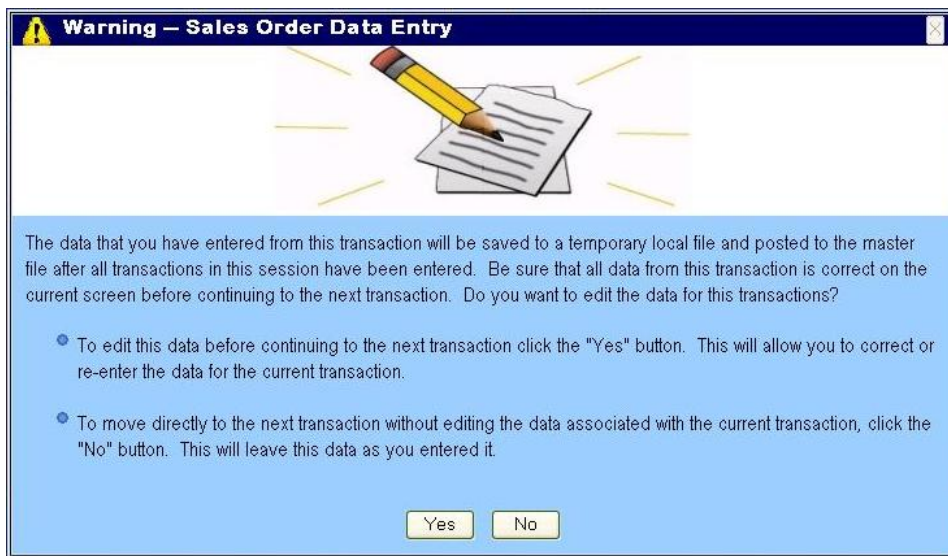 Warning – Sales Order Data Entry
The data that you have entered from this transaction will be saved to a temporary local file and posted to the master
file after all transactions in this session have been entered. Be sure that all data from this transaction is correct on the
current screen before continuing to the next transaction. Do you want to edit the data for this transactions?
To edit this data before continuing to the next transaction click the "Yes" button. This will allow you to correct or
re-enter the data for the current transaction.
To move directly to the next transaction without editing the data associated with the current transaction, click the
"No" button. This will leave this data as you entered it.
Yes No